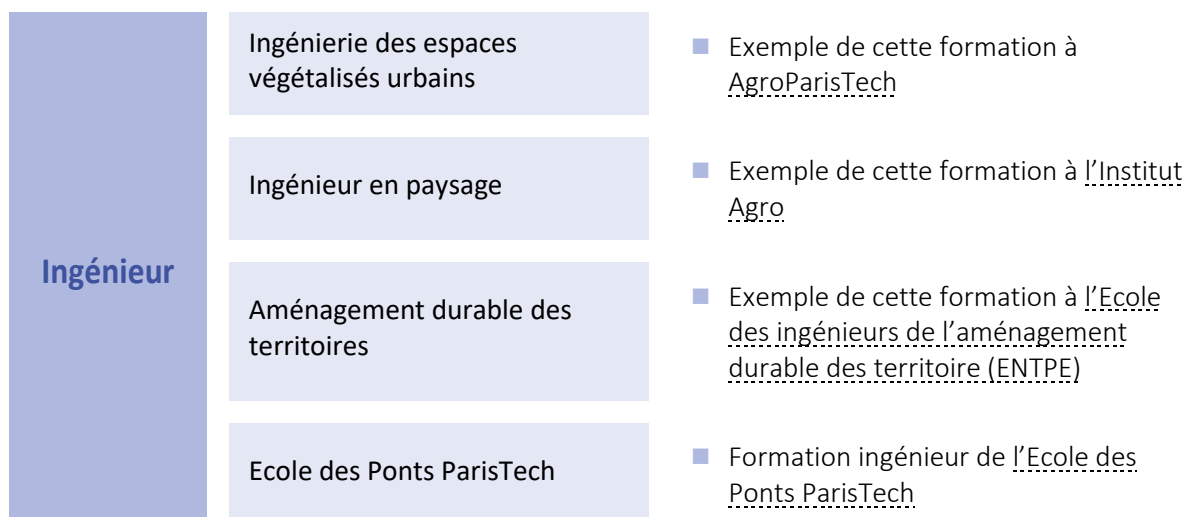 Ingénieur
Ingénierie des espaces
végétalisés urbains
Exemple de cette formation à
AgroParisTech
Ingénieur en paysage
Exemple de cette formation à l’Institut
Agro
Aménagement durable des
territoires
Exemple de cette formation à l’Ecole
des ingénieurs de l’aménagement
durable des territoire (ENTPE)
Ecole des Ponts ParisTech
Formation ingénieur de l’Ecole des
Ponts ParisTech